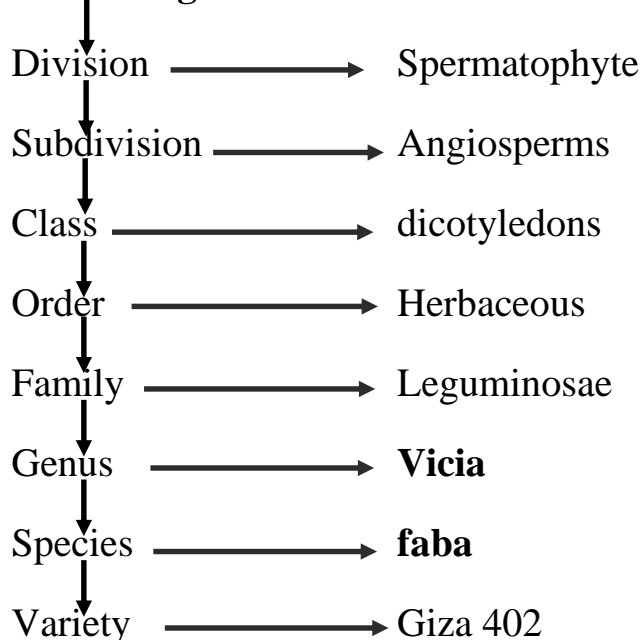 Division Spermatophyte
Subdivision Angiosperms
Class dicotyledons
Order Herbaceous
Family Leguminosae
Genus Vicia
Species faba
Variety Giza 402